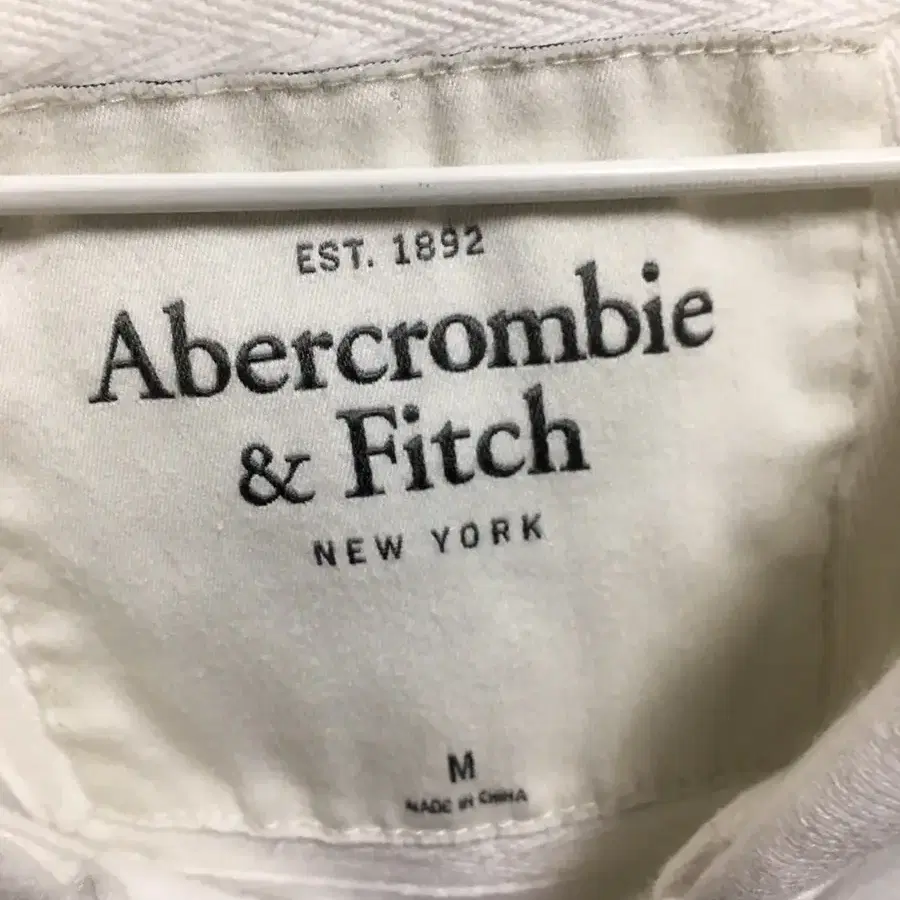 EST. 1892
Abercrombie
& Fitch
NEW YORK
M
MADE IN CHINA